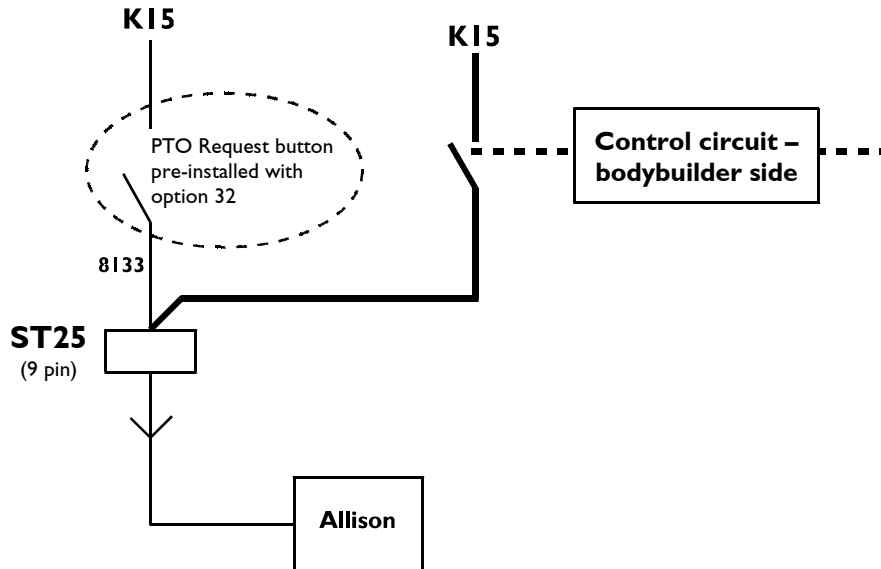 K15
K15
PTO Request button
pre-installed with
option 32
Control circuit –
bodybuilder side
8133
ST25
(9 pin)
Allison